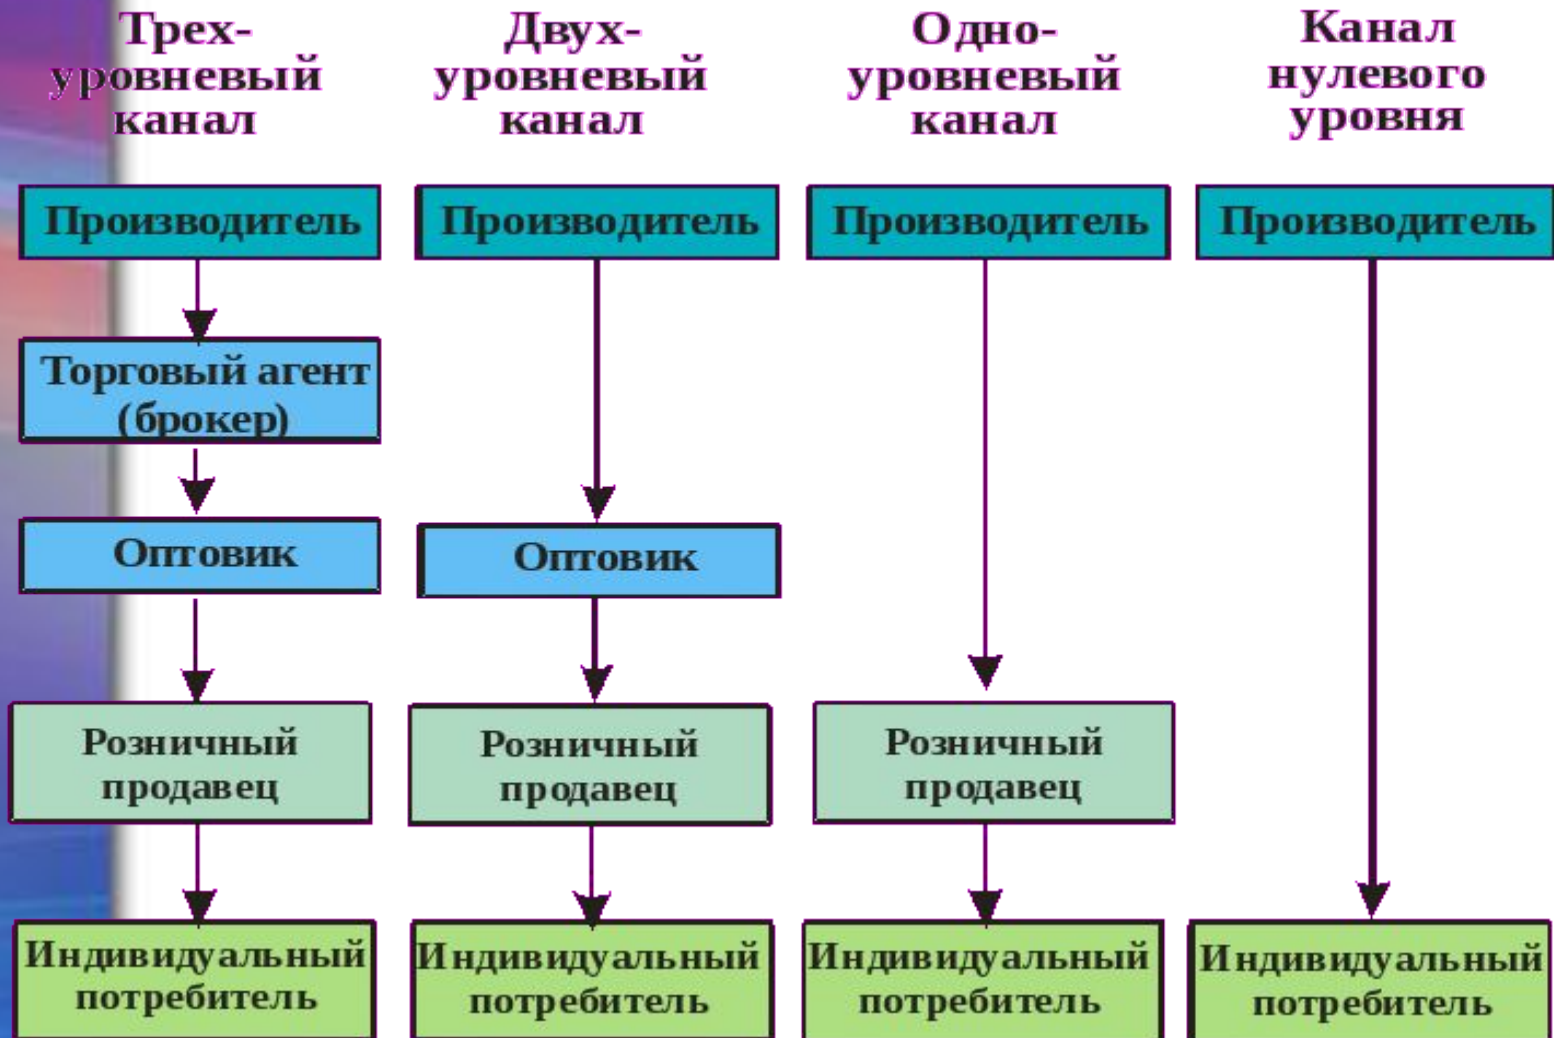 Трех-
уровневый
канал
Двух-
уровневый
канал
Одно-
уровневый
канал
Канал
нулевого
уровня
Производитель
Производитель
Производитель
Производитель
Торговый агент
(брокер)
Оптовик
Оптовик
Розничный
продавец
Розничный
продавец
Розничный
продавец
Индивидуальный
потребитель
Индивидуальный
потребитель
Индивидуальный
потребитель
Индивидуальный
потребитель